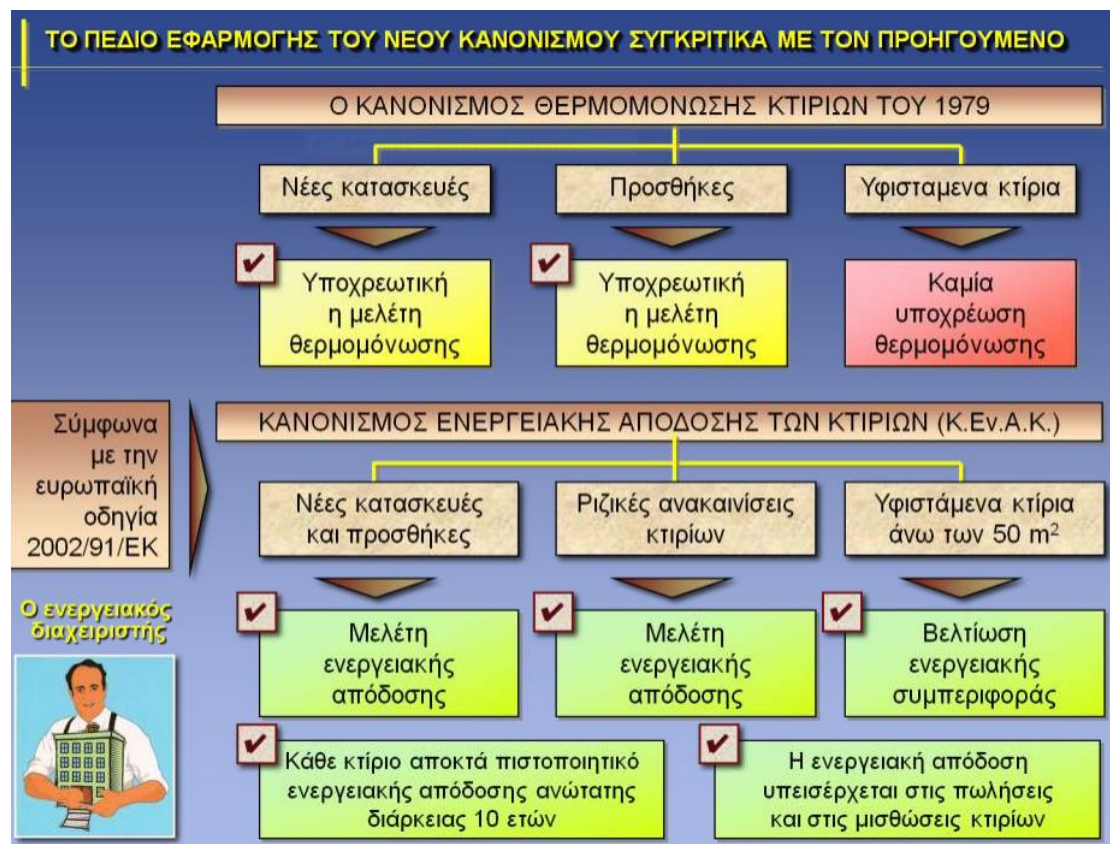 ΤΟ ΠΕΔΙΟ ΕΦΑΡΜΟΓΗΣ ΤΟΥ ΝΕΟΥ ΚΑΝΟΝΙΣΜΟΥ ΣΥΓΚΡΙΤΙΚΑ ΜΕ ΤΟΝ ΠΡΟΗΓΟΥΜΕΝΟ
Ο ΚΑΝΟΝΙΣΜΟΣ ΘΕΡΜΟΜΟΝΩΣΗΣ ΚΤΙΡΙΩΝ ΤΟΥ 1979
Νέες κατασκευές
Προσθήκες
Υφισταμενα κτίρια
✔
Υποχρεωτική
η μελέτη
θερμομόνωσης
✔
Υποχρεωτική
η μελέτη
θερμομόνωσης
Καμία
υποχρέωση
θερμομόνωσης
Σύμφωνα
με την
ευρωπαϊκή
οδηγία
2002/91/ΕΚ
ΚΑΝΟΝΙΣΜΟΣ ΕΝΕΡΓΕΙΑΚΗΣ ΑΠΟΔΟΣΗΣ ΤΩΝ ΚΤΙΡΙΩΝ (Κ.Εν.Α.Κ.)
Νέες κατασκευές
και προσθήκες
Ριζικές ανακαινίσεις
κτιρίων
Υφιστάμενα κτίρια
άνω των 50 m²
✔
Μελέτη
ενεργειακής
απόδοσης
✔
Μελέτη
ενεργειακής
απόδοσης
✔
Βελτίωση
ενεργειακής
συμπεριφοράς
Ο ενεργειακός
διαχειριστής
✔
Κάθε κτίριο αποκτά πιστοποιητικό
ενεργειακής απόδοσης ανώτατης
διάρκειας 10 ετών
✔
Η ενεργειακή απόδοση
υπεισέρχεται στις πωλήσεις
και στις μισθώσεις κτιρίων